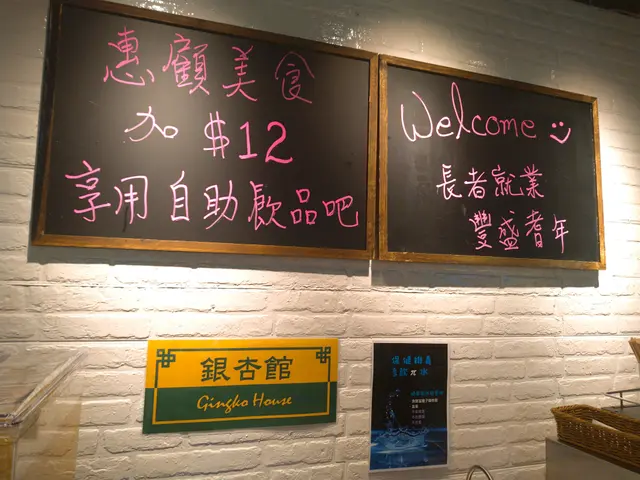 惠顧美食
加 $12
享用自助飲品吧
Welcome
長者就業
豐盛耆年
銀杏館
Gingko House